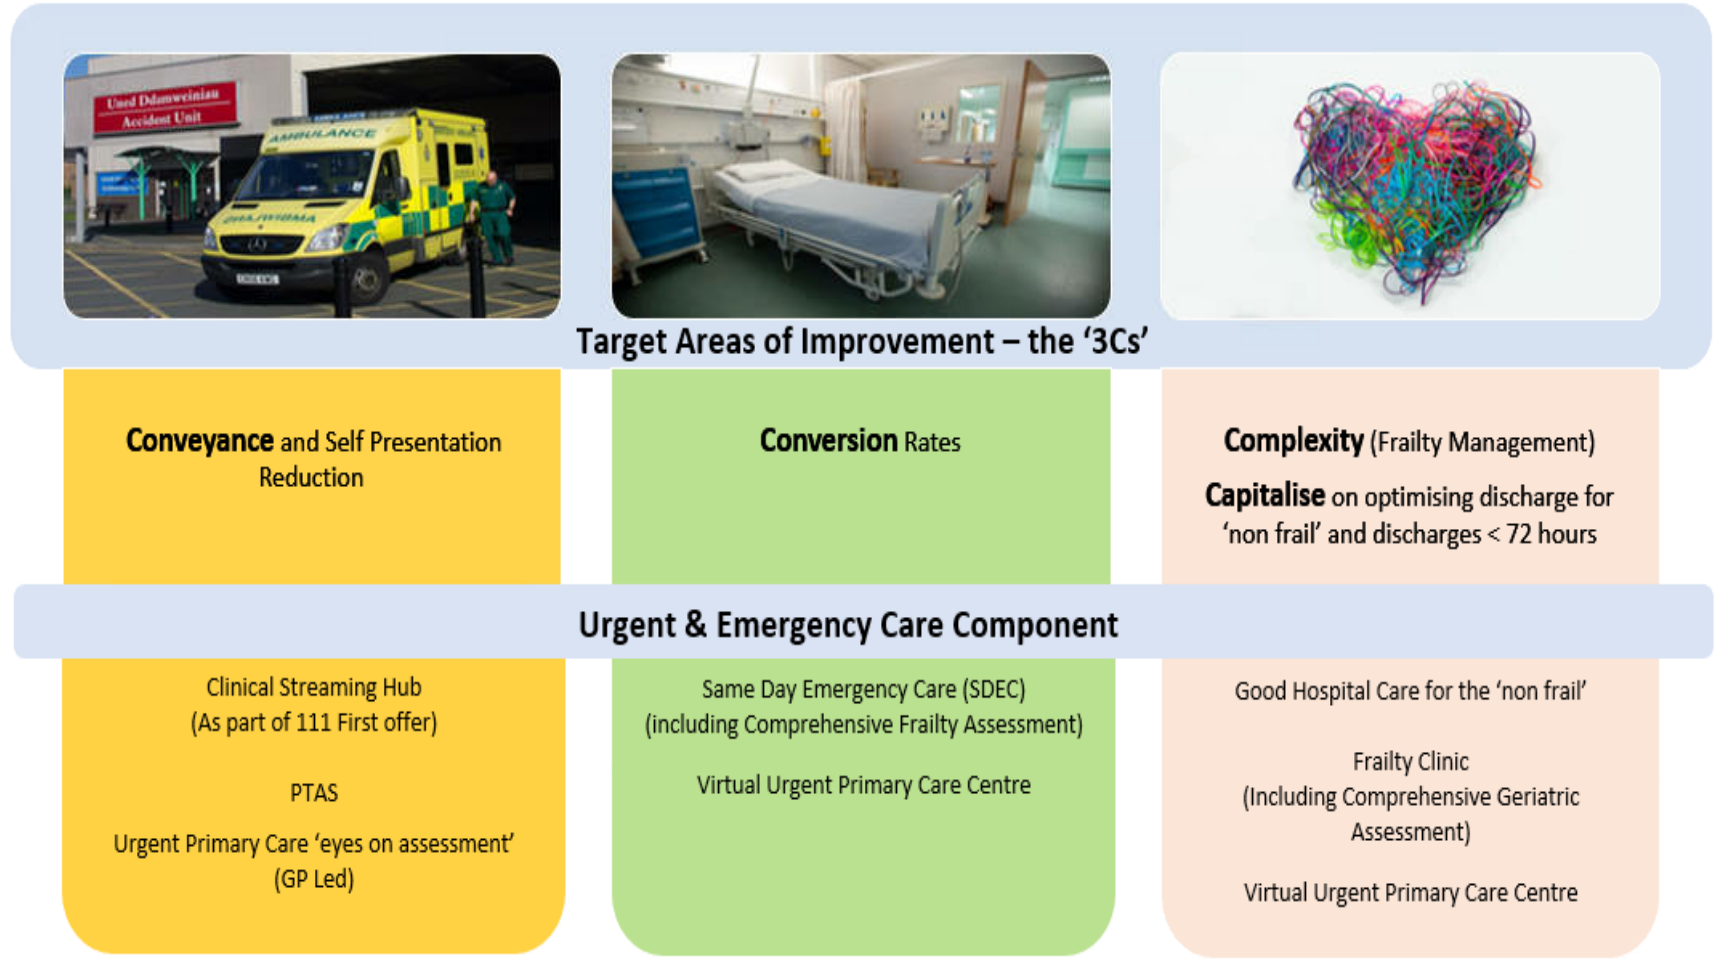 Uned Ddamweiniau
Accident Unit
AMBULANCE
AMBULANCE
Target Areas of Improvement – the ‘3Cs’
Conveyance and Self Presentation
Reduction
Conversion Rates
Complexity (Frailty Management)
Capitalise on optimising discharge for
‘non frail’ and discharges < 72 hours
Urgent & Emergency Care Component
Clinical Streaming Hub
(As part of 111 First offer)
PTAS
Urgent Primary Care ‘eyes on assessment’
(GP Led)
Same Day Emergency Care (SDEC)
(including Comprehensive Frailty Assessment)
Virtual Urgent Primary Care Centre
Good Hospital Care for the ‘non frail’
Frailty Clinic
(Including Comprehensive Geriatric
Assessment)
Virtual Urgent Primary Care Centre